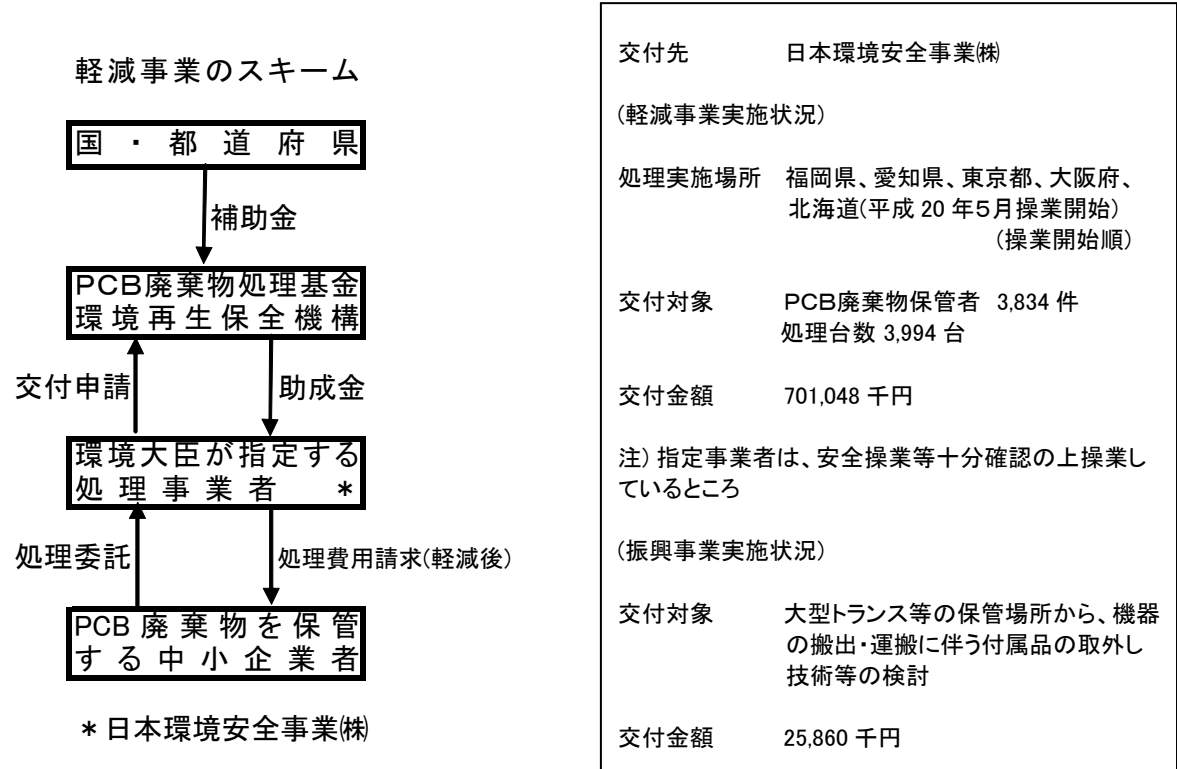 軽減事業のスキーム
国・都道府県
補助金
PCB廃棄物処理基金
環境再生保全機構
交付申請
助成金
環境大臣が指定する
処理事業者 *
処理委託
処理費用請求(軽減後)
PCB廃棄物を保管
する中小企業者
*日本環境安全事業㈱
交付先 日本環境安全事業㈱
(軽減事業実施状況)
処理実施場所 福岡県、愛知県、東京都、大阪府、
北海道(平成20年5月操業開始)
(操業開始順)
交付対象 PCB廃棄物保管者 3,834件
処理台数 3,994台
交付金額 701,048千円
注)指定事業者は、安全操業等十分確認の上操業し
ているところ
(振興事業実施状況)
交付対象 大型トランス等の保管場所から、機器
の搬出・運搬に伴う付属品の取外し
技術等の検討
交付金額 25,860千円